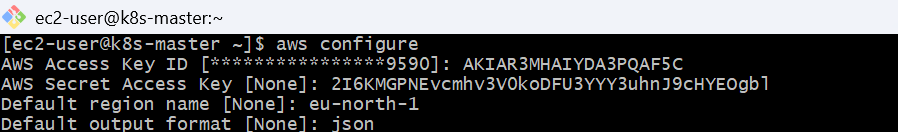 ec2-user@k8s-master:~
[ec2-user@k8s-master ~]$ aws configure
AWS Access Key ID [****************9590]: AKIAR3MHAIYDA3PQAF5C
AWS Secret Access Key [None]: 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
Default region name [None]: eu-north-1
Default output format [None]: json